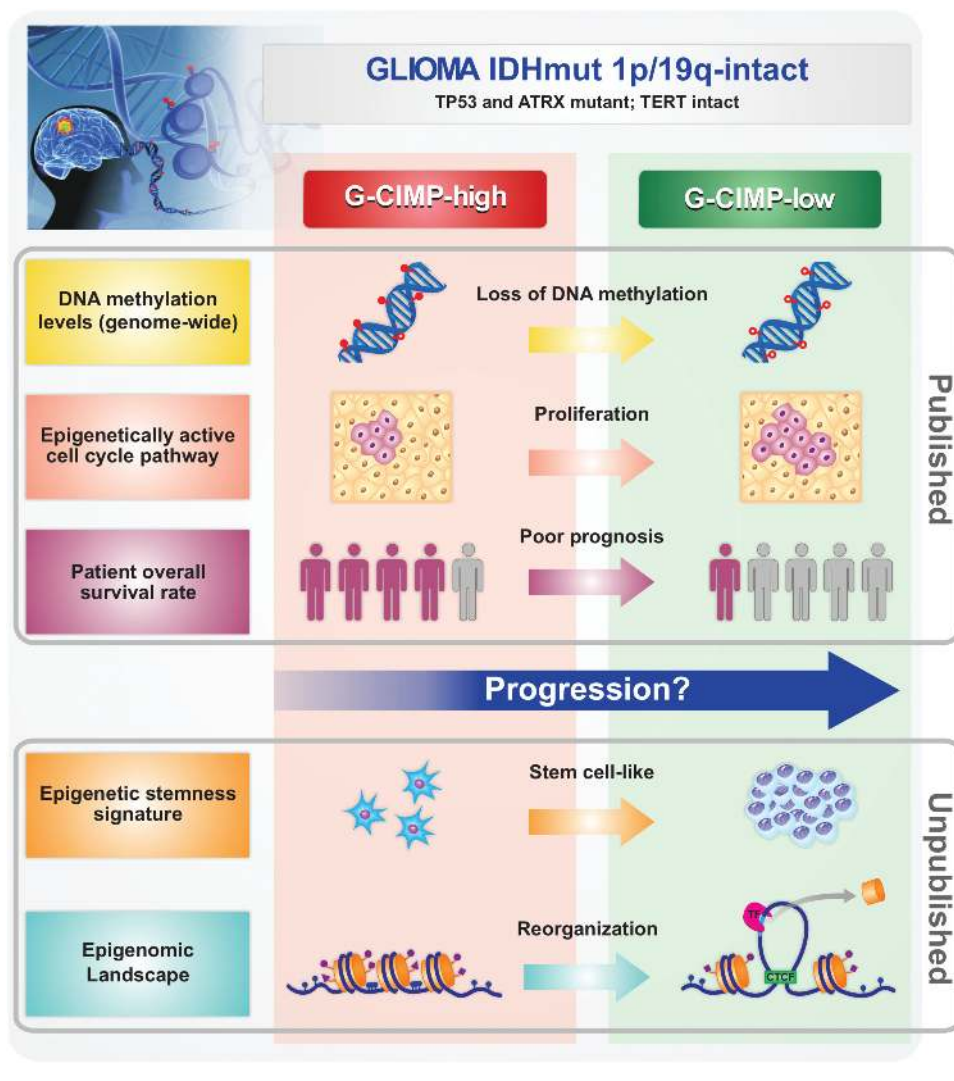 GLIOMA IDHmut 1p/19q-intact
TP53 and ATRX mutant; TERT intact
G-CIMP-high
G-CIMP-low
DNA methylation
levels (genome-wide)
Loss of DNA methylation
Epigenetically active
cell cycle pathway
Proliferation
Patient overall
survival rate
Poor prognosis
Published
Progression?
Epigenetic stemness
signature
Stem cell-like
Epigenomic
Landscape
Reorganization
TF
CTCF
Unpublished